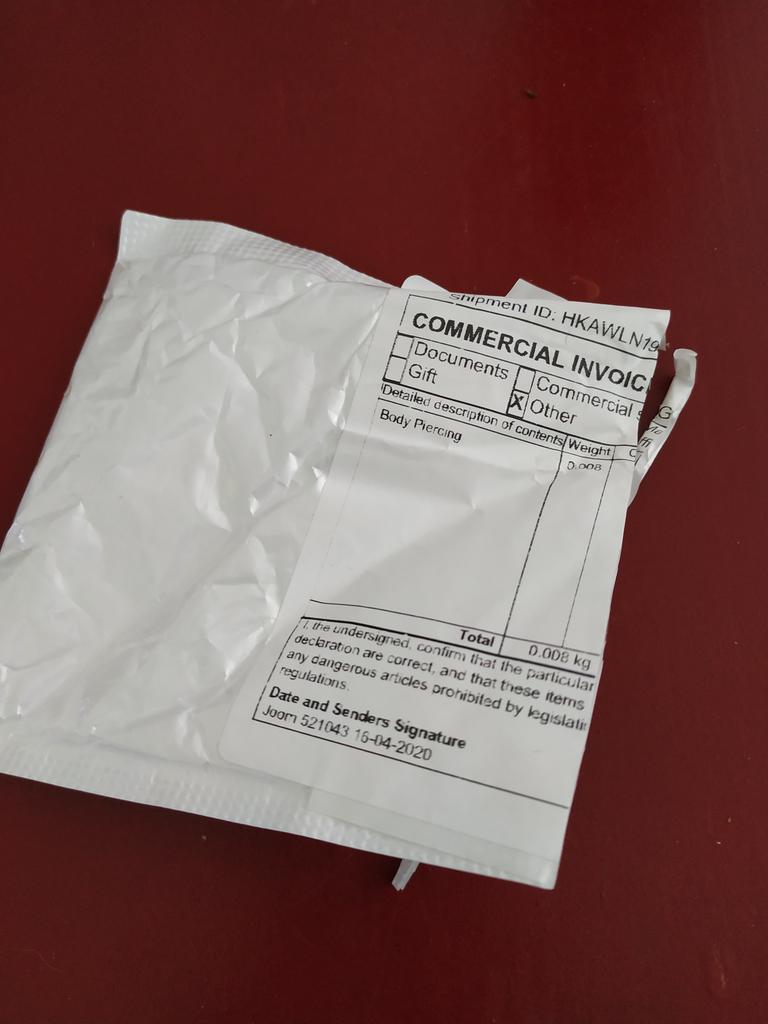 Shipment ID: HKAWLN19
COMMERCIAL INVOIC
Documents
Commercial s
G
Gift
X Other
Detailed description of contents Weight
Body Piercing 0.008
Total 0.008 kg
I, the undersigned, confirm that the particular
declaration are correct, and that these items
any dangerous articles prohibited by legislati
regulations.
Date and Senders Signature
Joom 521043 16-04-2020